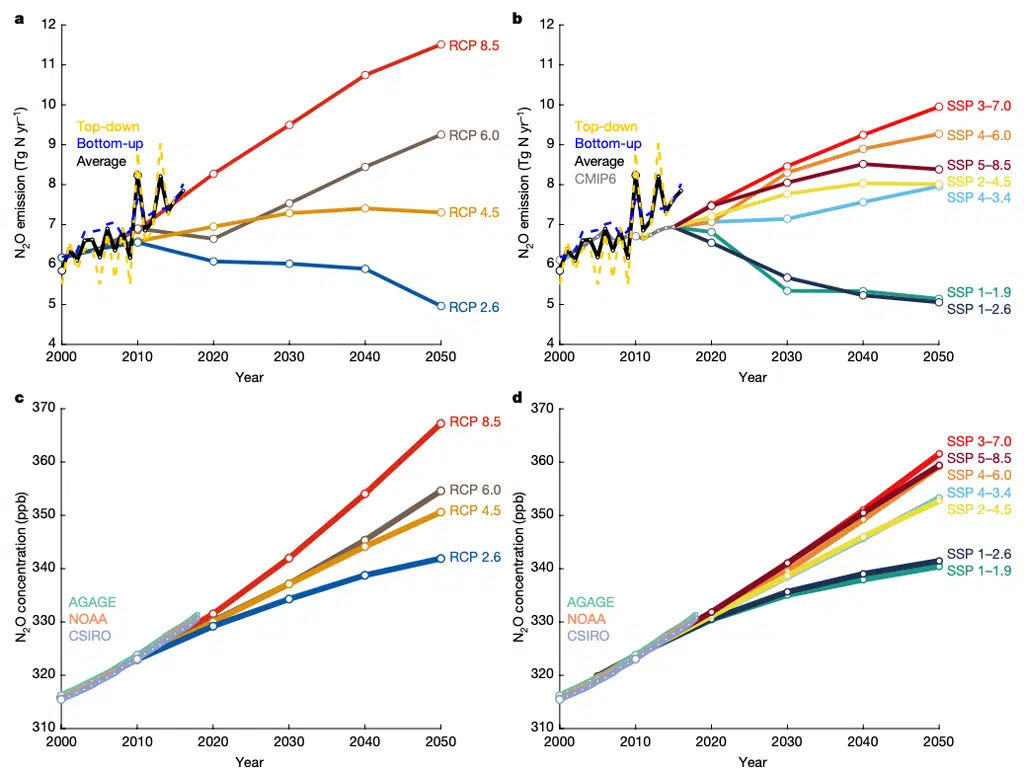 a
12
11
10
9
8
7
6
5
4
N₂O emission (Tg N yr⁻¹)
Top-down
Bottom-up
Average
RCP 8.5
RCP 6.0
RCP 4.5
RCP 2.6
2000 2010 2020 2030 2040 2050
Year
b
12
11
10
9
8
7
6
5
4
N₂O emission (Tg N yr⁻¹)
Top-down
Bottom-up
Average
CMIP6
SSP 3–7.0
SSP 4–6.0
SSP 5–8.5
SSP 2–4.5
SSP 4–3.4
SSP 1–1.9
SSP 1–2.6
2000 2010 2020 2030 2040 2050
Year
c
370
360
350
340
330
320
310
N₂O concentration (ppb)
AGAGE
NOAA
CSIRO
RCP 8.5
RCP 6.0
RCP 4.5
RCP 2.6
2000 2010 2020 2030 2040 2050
Year
d
370
360
350
340
330
320
310
N₂O concentration (ppb)
AGAGE
NOAA
CSIRO
SSP 3–7.0
SSP 5–8.5
SSP 4–6.0
SSP 4–3.4
SSP 2–4.5
SSP 1–2.6
SSP 1–1.9
2000 2010 2020 2030 2040 2050
Year